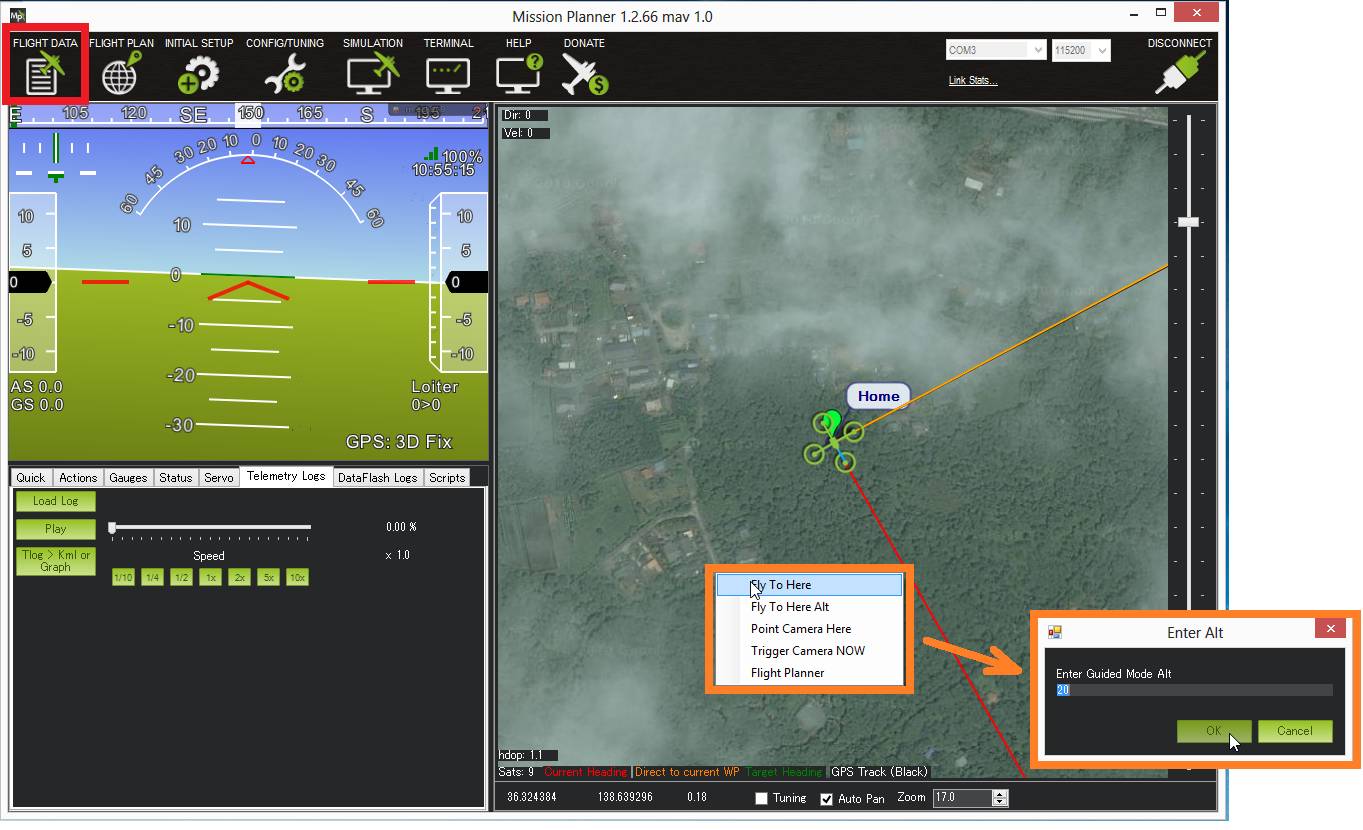 Mp
Mission Planner 1.2.66 mav 1.0
FLIGHT DATA FLIGHT PLAN INITIAL SETUP CONFIG/TUNING SIMULATION TERMINAL HELP DONATE
COM3 115200 DISCONNECT
Link Stats...
E 105 120 SE 150 165 S 195
Dir: 0
Vel: 0
60 45 30 20 10 0 10 20 30 45 60
100%
10:55:15
10 10 10
5 5
0 0 0
-5 -10 -5
-10 -20 -10
-30
AS 0.0 Loiter
GS 0.0 0>0
GPS: 3D Fix
Home
Quick Actions Gauges Status Servo Telemetry Logs DataFlash Logs Scripts
Load Log
Play 0.00 %
Tlog > Kml or
Graph
Speed x 1.0
1/10 1/4 1/2 1x 2x 5x 10x
Fly To Here
Fly To Here Alt
Point Camera Here
Trigger Camera NOW
Flight Planner
Enter Alt
Enter Guided Mode Alt
20
OK Cancel
hdop: 1.1
Sats: 9 Current Heading Direct to current WP Target Heading GPS Track (Black)
36.324384 138.639296 0.18 Tuning Auto Pan Zoom 17.0